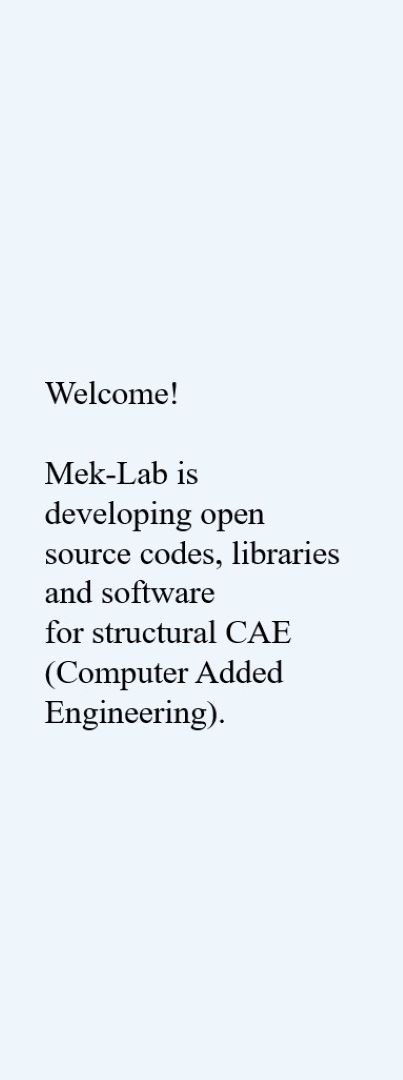 Welcome!
Mek-Lab is
developing open
source codes, libraries
and software
for structural CAE
(Computer Added
Engineering).